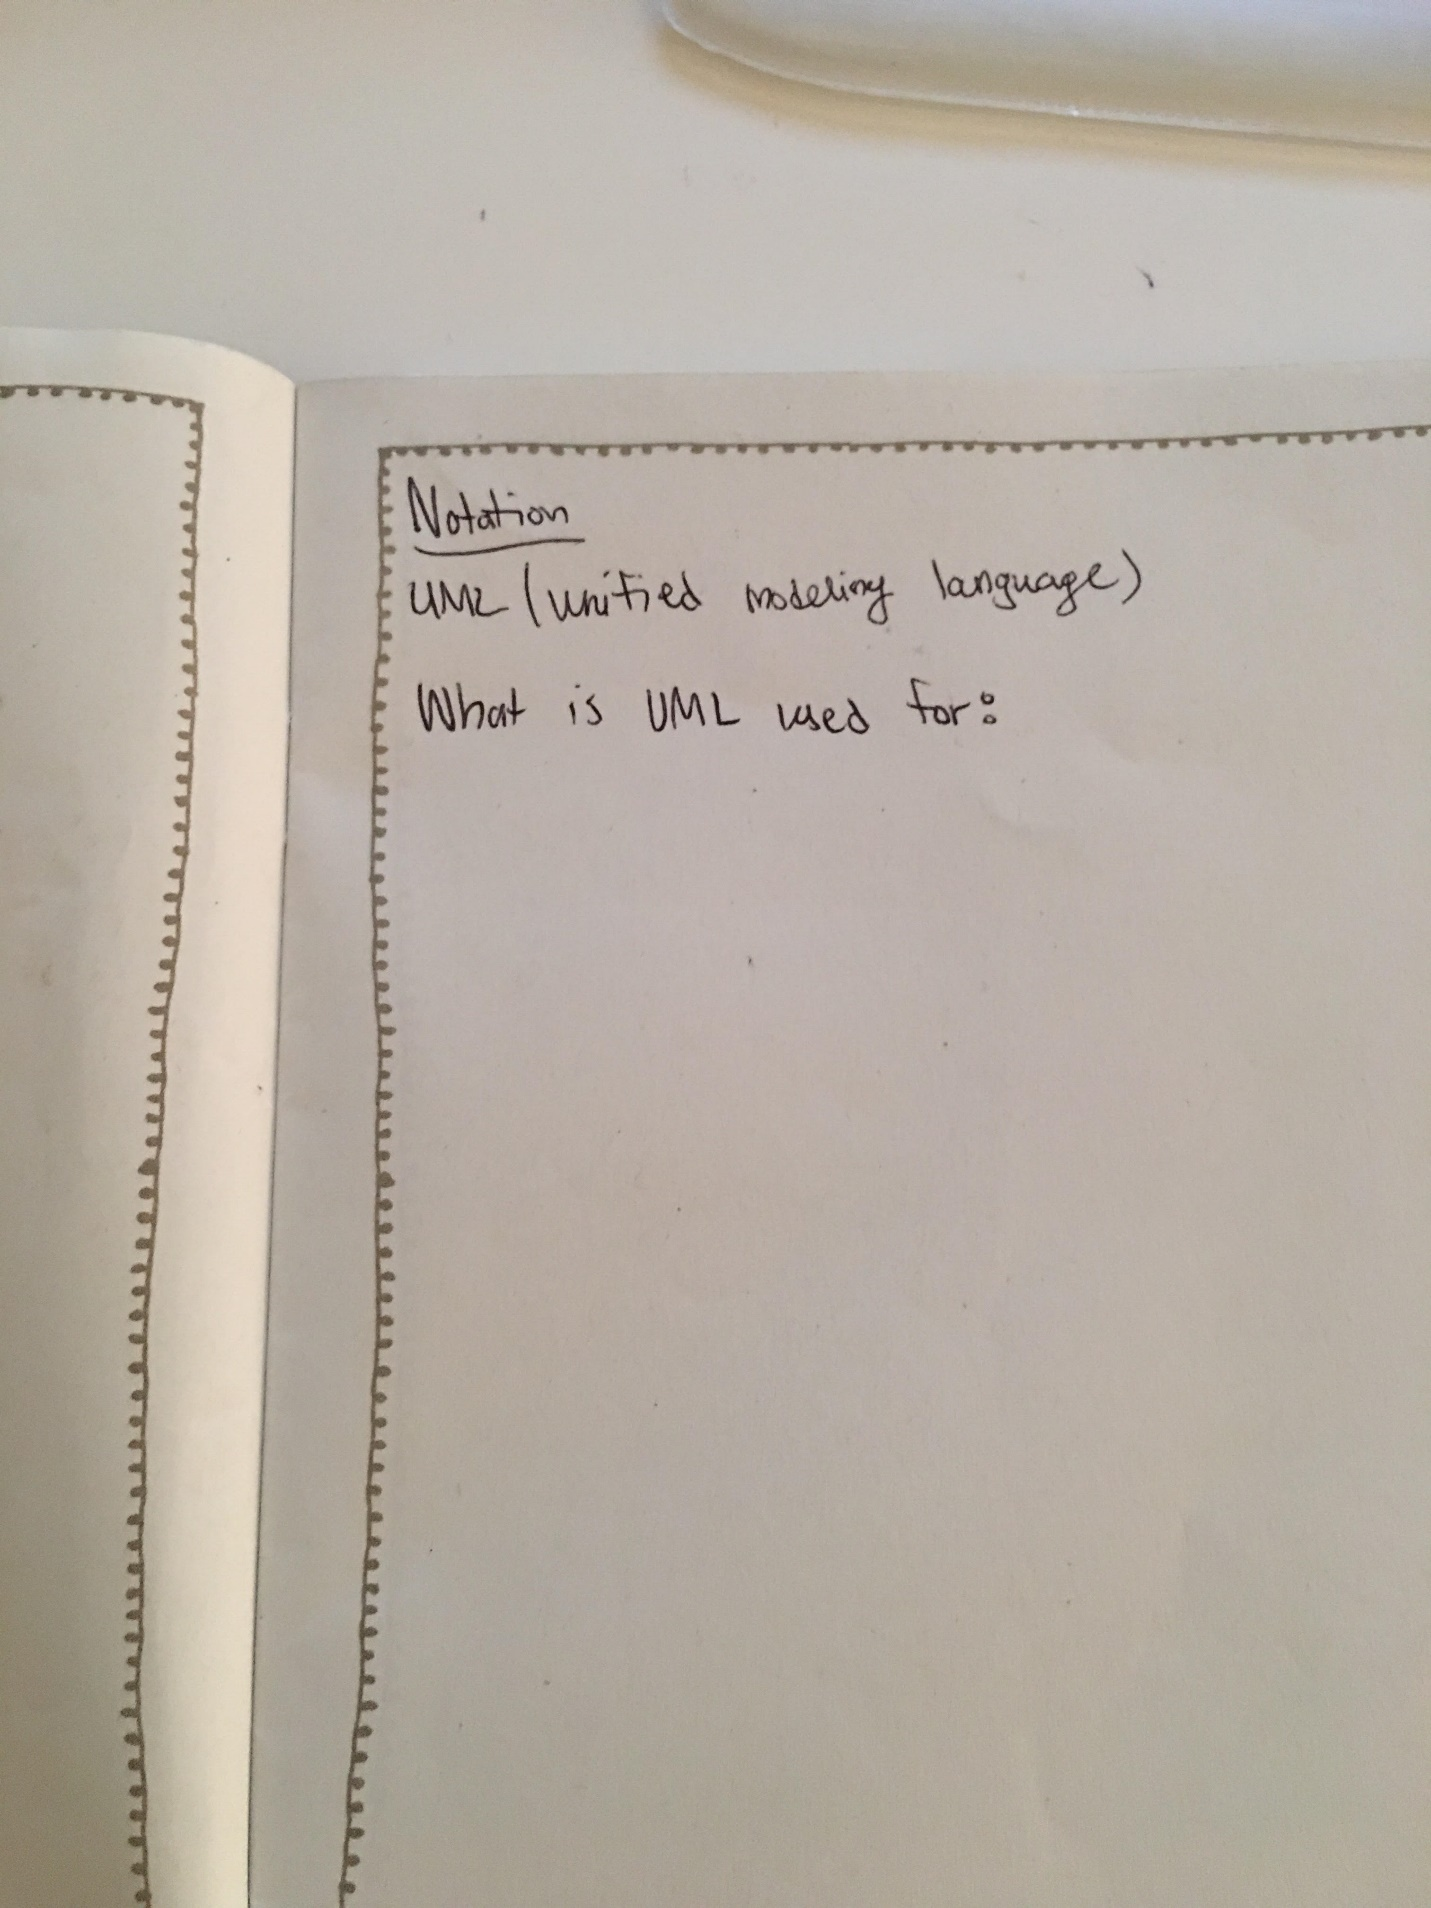 Notation
UML (unified modeling language)
What is UML used for: